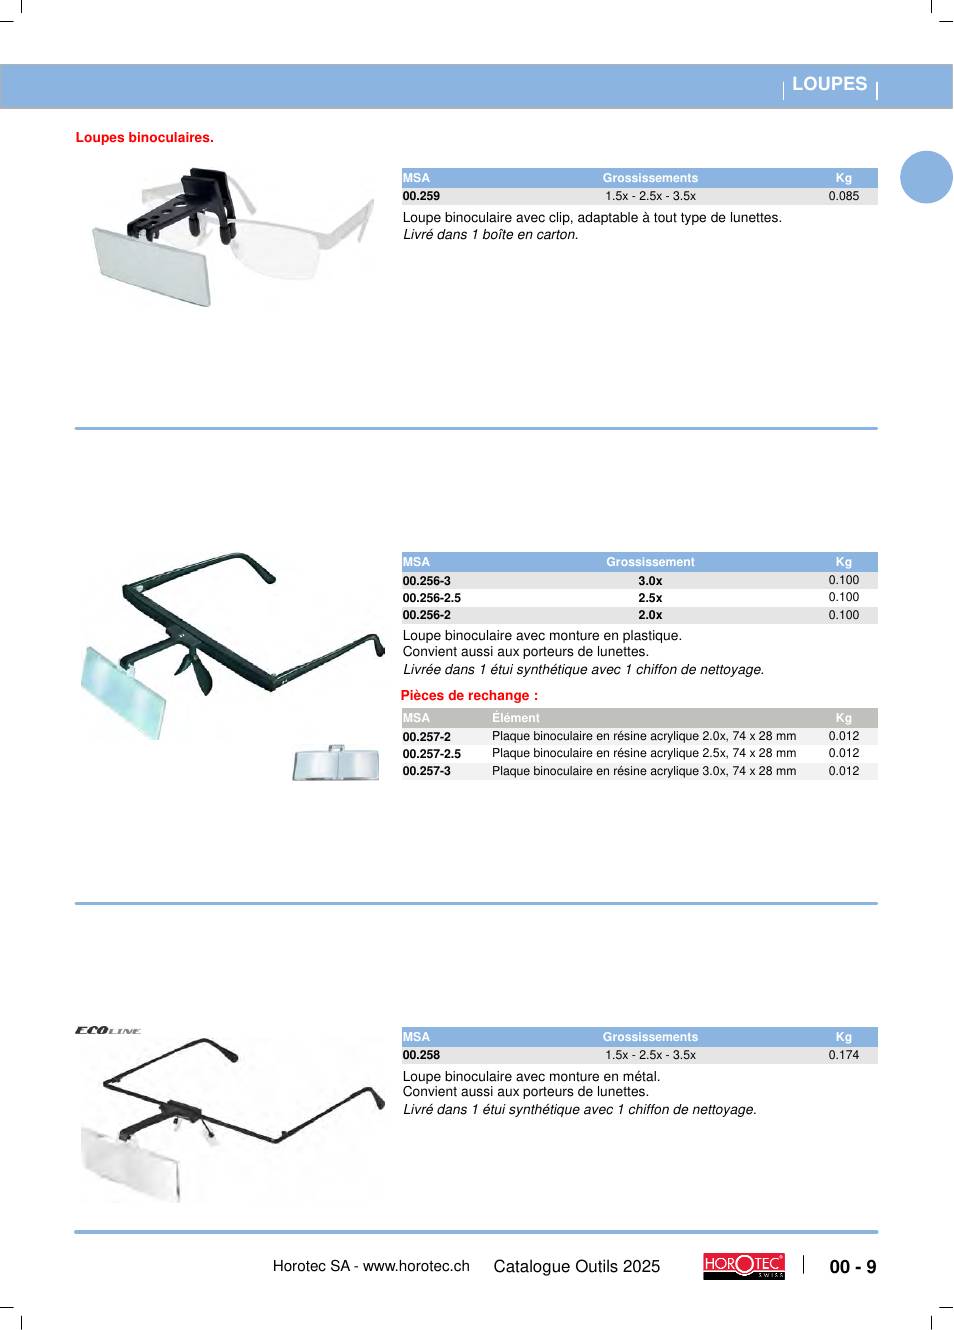 LOUPES
Loupes binoculaires.
MSA Grossissements Kg
00.259 1.5x - 2.5x - 3.5x 0.085
Loupe binoculaire avec clip, adaptable à tout type de lunettes.
Livré dans 1 boîte en carton.
MSA Grossissement Kg
00.256-3 3.0x 0.100
00.256-2.5 2.5x 0.100
00.256-2 2.0x 0.100
Loupe binoculaire avec monture en plastique.
Convient aussi aux porteurs de lunettes.
Livrée dans 1 étui synthétique avec 1 chiffon de nettoyage.
Pièces de rechange :
MSA Élément Kg
00.257-2 Plaque binoculaire en résine acrylique 2.0x, 74 x 28 mm 0.012
00.257-2.5 Plaque binoculaire en résine acrylique 2.5x, 74 x 28 mm 0.012
00.257-3 Plaque binoculaire en résine acrylique 3.0x, 74 x 28 mm 0.012
ECOLINE
MSA Grossissements Kg
00.258 1.5x - 2.5x - 3.5x 0.174
Loupe binoculaire avec monture en métal.
Convient aussi aux porteurs de lunettes.
Livré dans 1 étui synthétique avec 1 chiffon de nettoyage.
Horotec SA - www.horotec.ch Catalogue Outils 2025 HOROTEC® SWISS 00 - 9